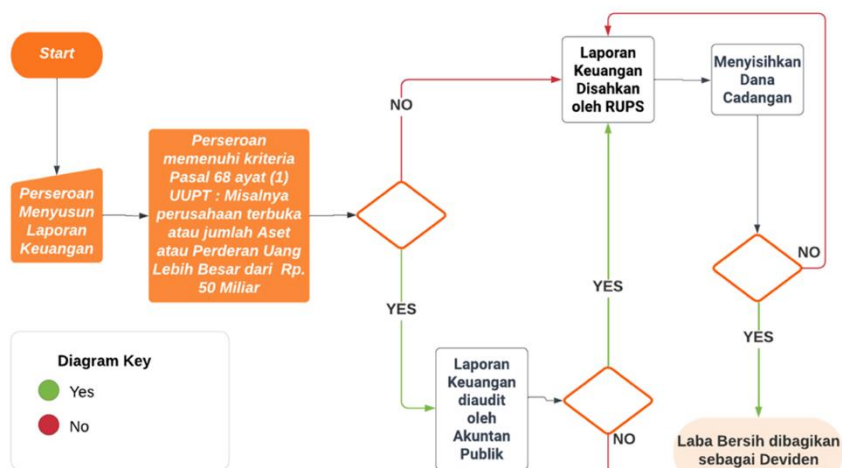 Start
Perseroan
Menyusun
Laporan
Keuangan
Perseroan
memenuhi kriteria
Pasal 68 ayat (1)
UUPT : Misalnya
perusahaan terbuka
atau jumlah Aset
atau Perderan Uang
Lebih Besar dari Rp.
50 Miliar
NO
YES
Laporan
Keuangan
diaudit
oleh
Akuntan
Publik
YES
NO
Laporan
Keuangan
Disahkan
oleh RUPS
Menyisihkan
Dana
Cadangan
NO
YES
Laba Bersih dibagikan
sebagai Deviden
Diagram Key
Yes
No